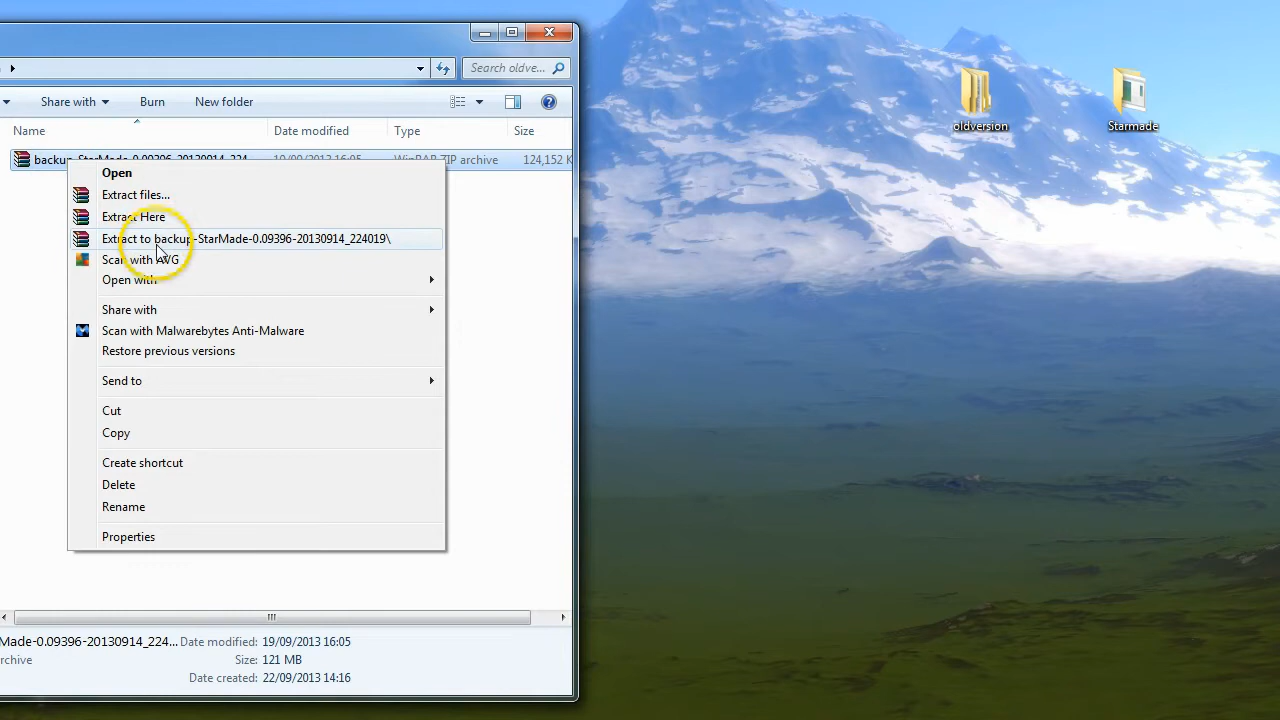 Search oldve...
Share with
Burn
New folder
Name
Date modified
Type
Size
backup-StarMade-0.09396-20130914_224...
19/09/2013 16:05
WinRAR ZIP archive
124,152 K
Open
Extract files...
Extract Here
Extract to backup-StarMade-0.09396-20130914_224019\
Scan with AVG
Open with
Share with
Scan with Malwarebytes Anti-Malware
Restore previous versions
Send to
Cut
Copy
Create shortcut
Delete
Rename
Properties
Made-0.09396-20130914_224... Date modified: 19/09/2013 16:05
archive Size: 121 MB
Date created: 22/09/2013 14:16
oldversion
Starmade